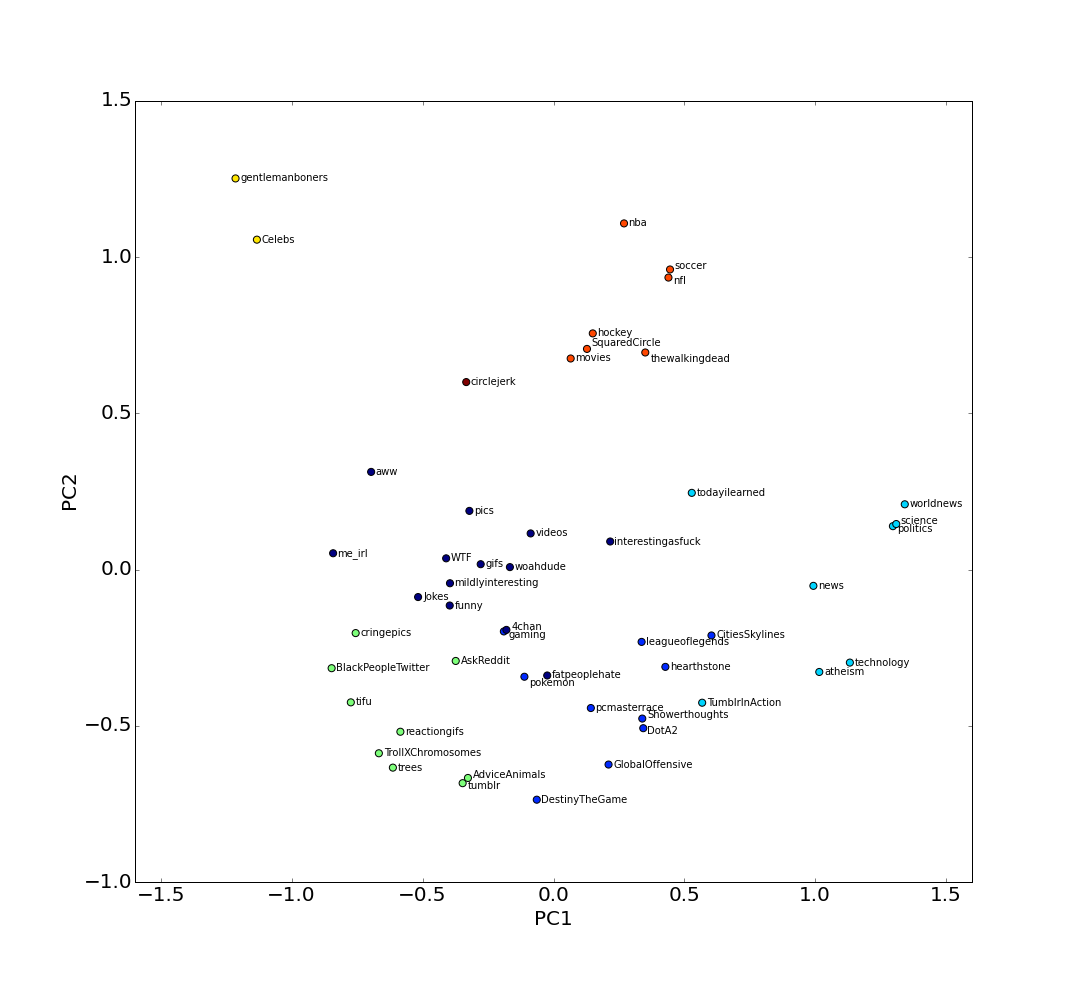 1.5
gentlemanboners
nba
Celebs
1.0
soccer
nfl
hockey
SquaredCircle
movies
thewalkingdead
circlejerk
0.5
aww
todayilearned
PC2
pics
worldnews
science
politics
videos
interestingasfuck
me_irl
WTF
gifs
woahdude
0.0
mildlyinteresting
news
Jokes
funny
cringepics
4chan
gaming
CitiesSkylines
leagueoflegends
BlackPeopleTwitter
AskReddit
hearthstone
technology
atheism
fatpeoplehate
pokemon
tifu
TumblrInAction
pcmasterrace
Showerthoughts
−0.5
reactiongifs
DotA2
TrollXChromosomes
trees
GlobalOffensive
AdviceAnimals
tumblr
DestinyTheGame
−1.0
−1.5 −1.0 −0.5 0.0 0.5 1.0 1.5
PC1